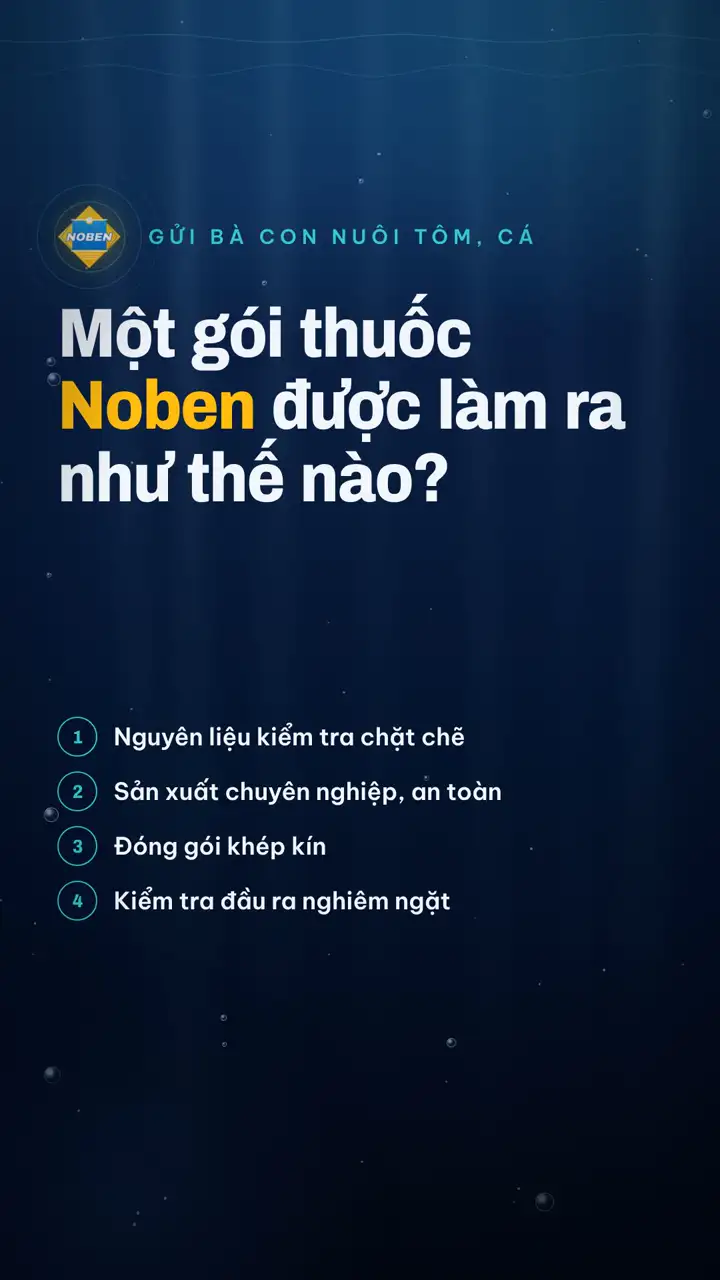 NOBEN
GỬI BÀ CON NUÔI TÔM, CÁ
Một gói thuốc
Noben được làm ra
như thế nào?
1 Nguyên liệu kiểm tra chặt chẽ
2 Sản xuất chuyên nghiệp, an toàn
3 Đóng gói khép kín
4 Kiểm tra đầu ra nghiêm ngặt